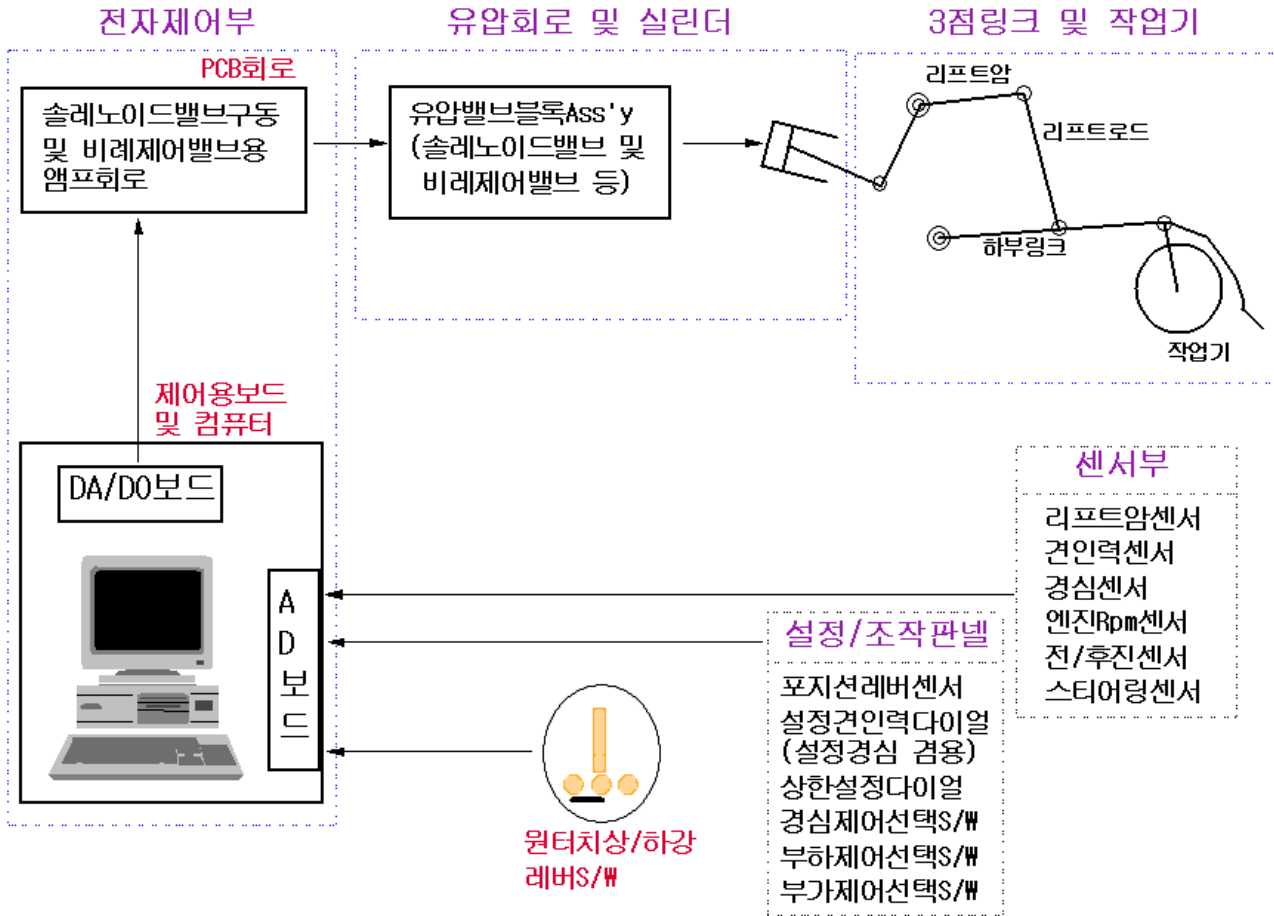 전자제어부
유압회로 및 실린더
3점링크 및 작업기
PCB회로
솔레노이드밸브구동
및 비례제어밸브용
앰프회로
유압밸브블록Ass'y
(솔레노이드밸브 및
비레제어밸브 등)
리프트암
리프트로드
하부링크
작업기
제어용보드
및 컴퓨터
DA/DO보드
A
D
보
드
센서부
리프트암센서
견인력센서
경심센서
엔진Rpm센서
전/후진센서
스티어링센서
설정/조작판넬
포지션레버센서
설정견인력다이얼
(설정경심 겸용)
상한설정다이얼
경심제어선택S/₩
부하제어선택S/₩
부가제어선택S/₩
원터치상/하강
레버S/₩